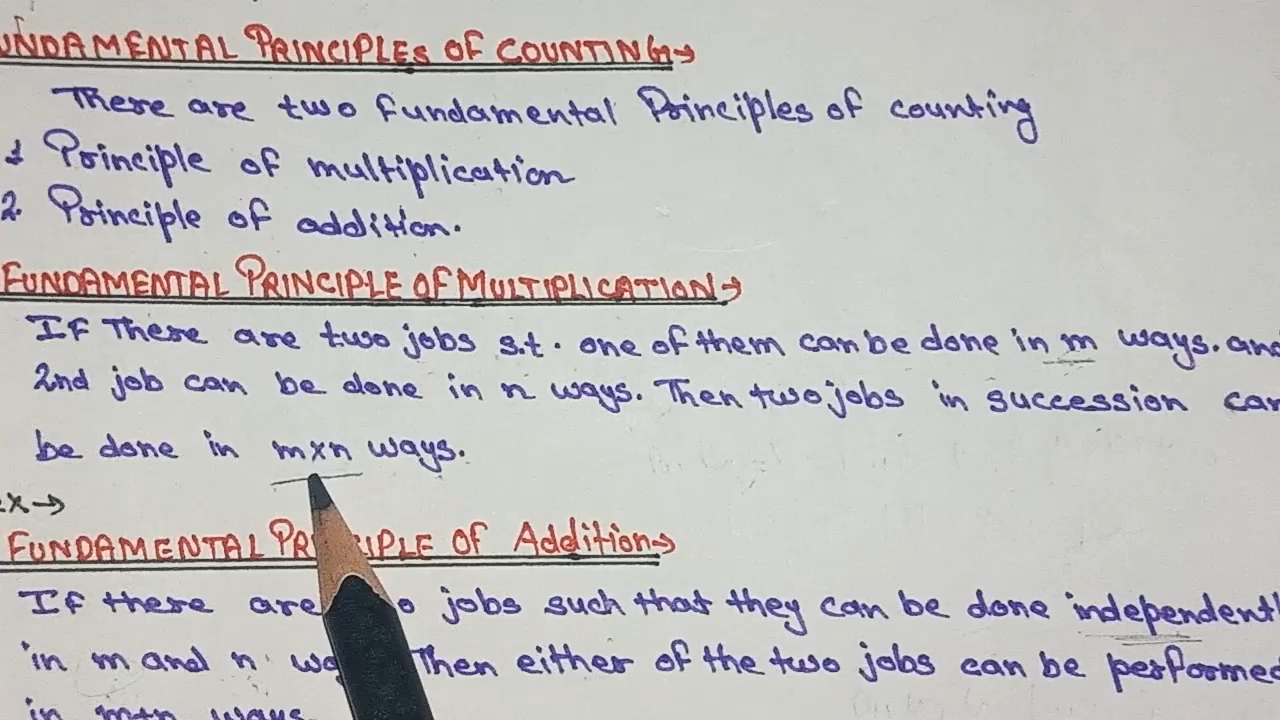 UNDAMENTAL PRINCIPLES OF COUNTING→
There are two fundamental Principles of counting
1 Principle of multiplication
2. Principle of addition.
FUNDAMENTAL PRINCIPLE OF MULTIPLICATION→
If There are two jobs s.t. one of them can be done in m ways. and
2nd job can be done in n ways. Then two jobs in succession can
be done in m×n ways.
Ex→
FUNDAMENTAL PRINCIPLE OF Addition→
If there are jobs such that they can be done independentl
in m and n Then either of the two jobs can be performed
in m+n ways.